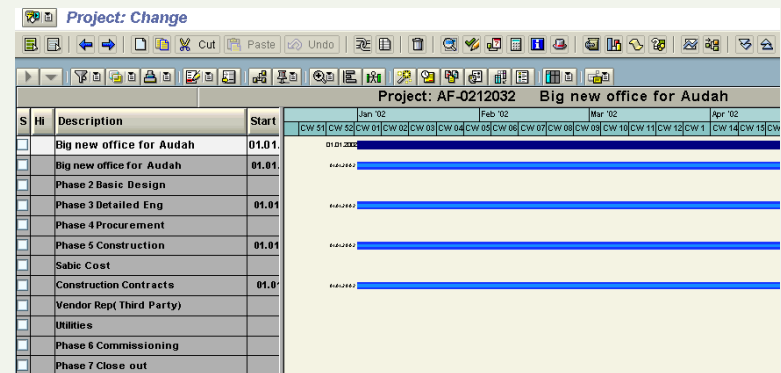 Project: Change
Cut Paste Undo
Project: AF-0212032 Big new office for Audah
S Hi Description Start
Jan '02 Feb '02 Mar '02 Apr '02
CW 51 CW 52 CW 01 CW 02 CW 03 CW 04 CW 05 CW 06 CW 07 CW 08 CW 09 CW 10 CW 11 CW 12 CW 1 CW 14 CW 15 CW
Big new office for Audah 01.01. 01.01.2002
Big new office for Audah 01.01.
Phase 2 Basic Design
Phase 3 Detailed Eng 01.01
Phase 4 Procurement
Phase 5 Construction 01.01
Sabic Cost
Construction Contracts 01.0
Vendor Rep( Third Party)
Utilities
Phase 6 Commissioning
Phase 7 Close out